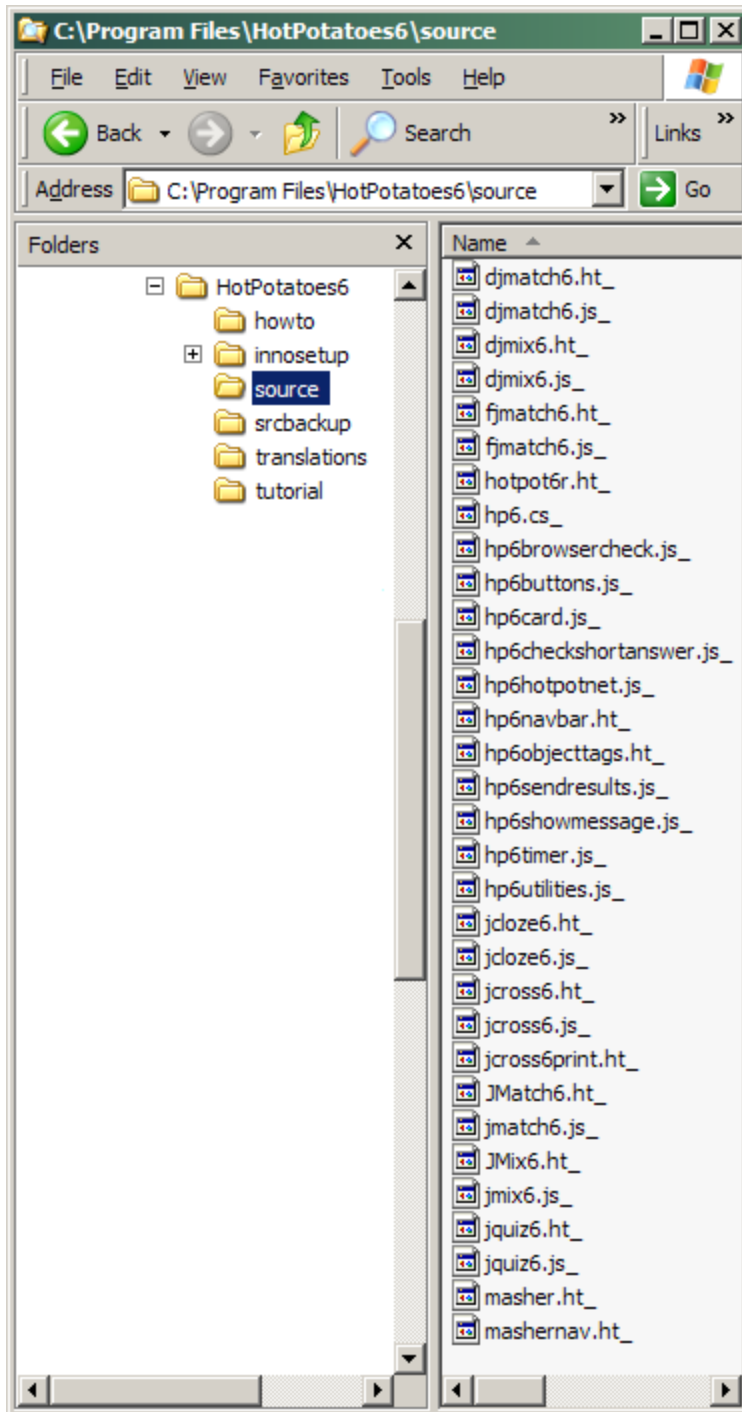 C:\Program Files\HotPotatoes6\source
File Edit View Favorites Tools Help
Back Search » Links »
Address C:\Program Files\HotPotatoes6\source Go
Folders
HotPotatoes6
howto
innosetup
source
srcbackup
translations
tutorial
Name
djmatch6.ht_
djmatch6.js_
djmix6.ht_
djmix6.js_
fjmatch6.ht_
fjmatch6.js_
hotpot6r.ht_
hp6.cs_
hp6browsercheck.js_
hp6buttons.js_
hp6card.js_
hp6checkshortanswer.js_
hp6hotpotnet.js_
hp6navbar.ht_
hp6objecttags.ht_
hp6sendresults.js_
hp6showmessage.js_
hp6timer.js_
hp6utilities.js_
jcloze6.ht_
jcloze6.js_
jcross6.ht_
jcross6.js_
jcross6print.ht_
JMatch6.ht_
jmatch6.js_
JMix6.ht_
jmix6.js_
jquiz6.ht_
jquiz6.js_
masher.ht_
mashernav.ht_